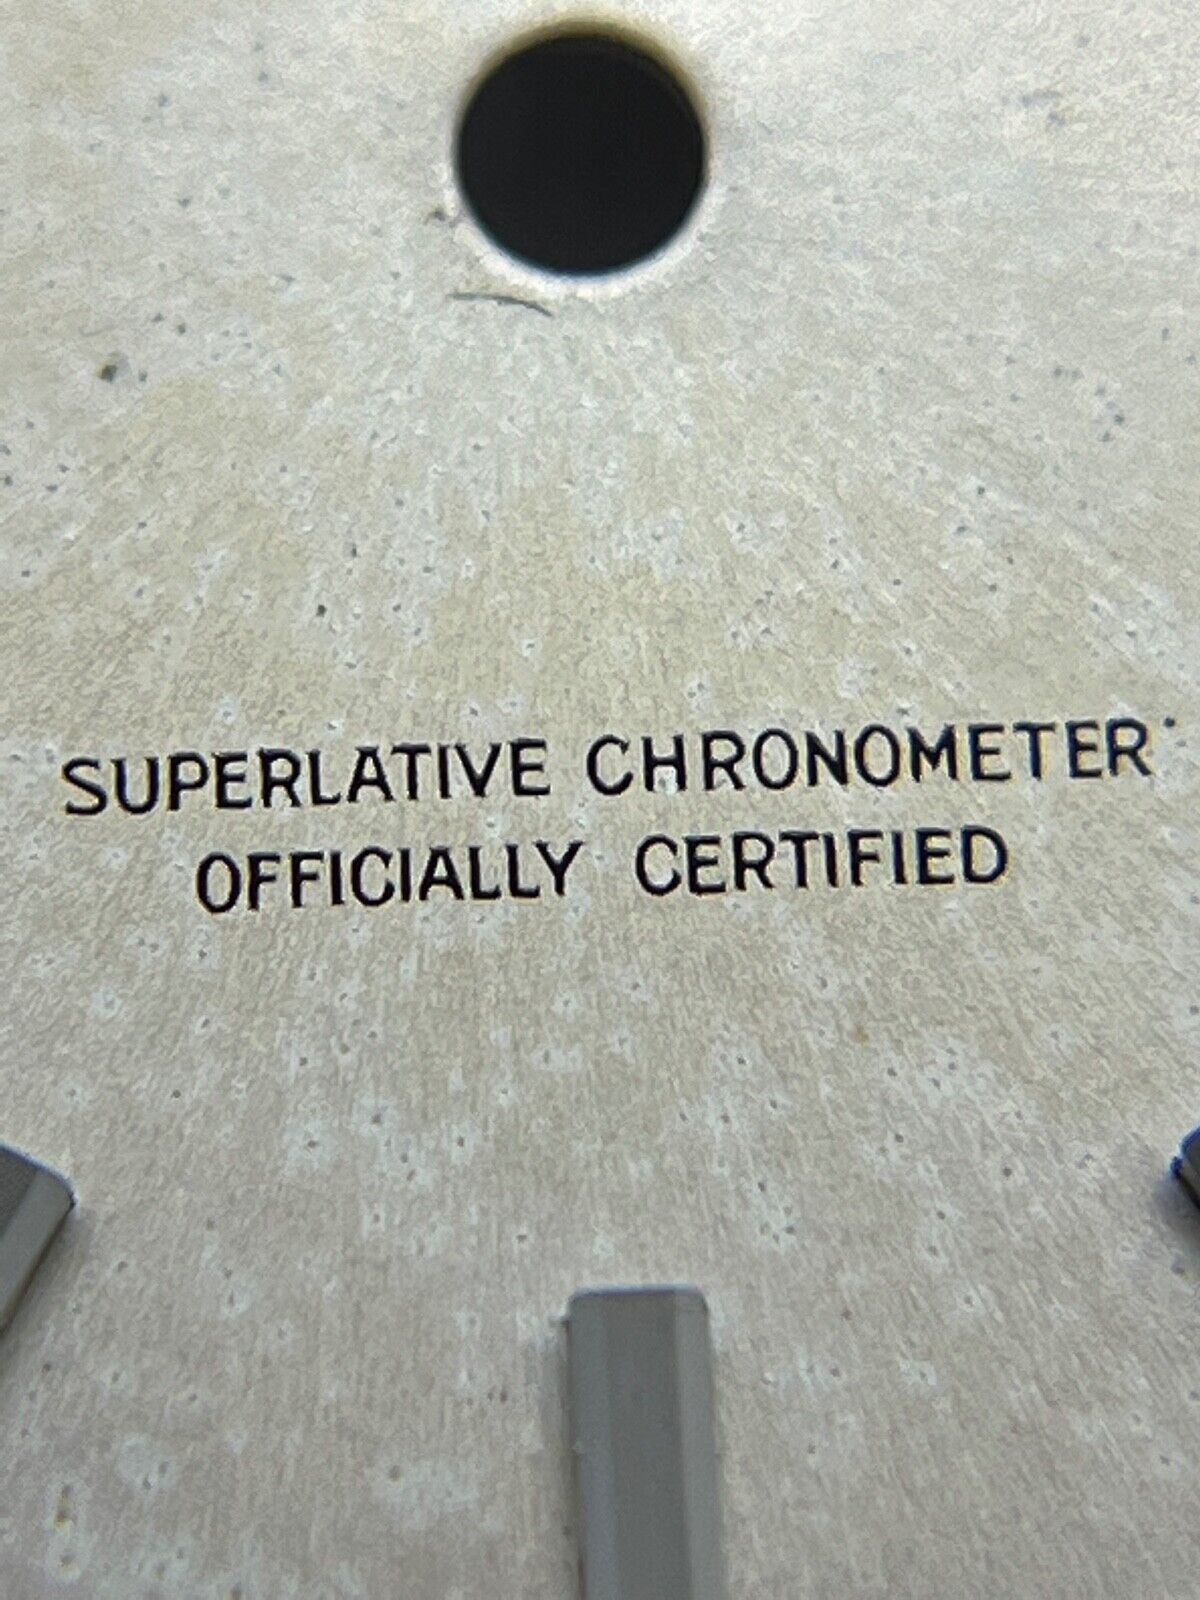 SUPERLATIVE CHRONOMETER
OFFICIALLY CERTIFIED